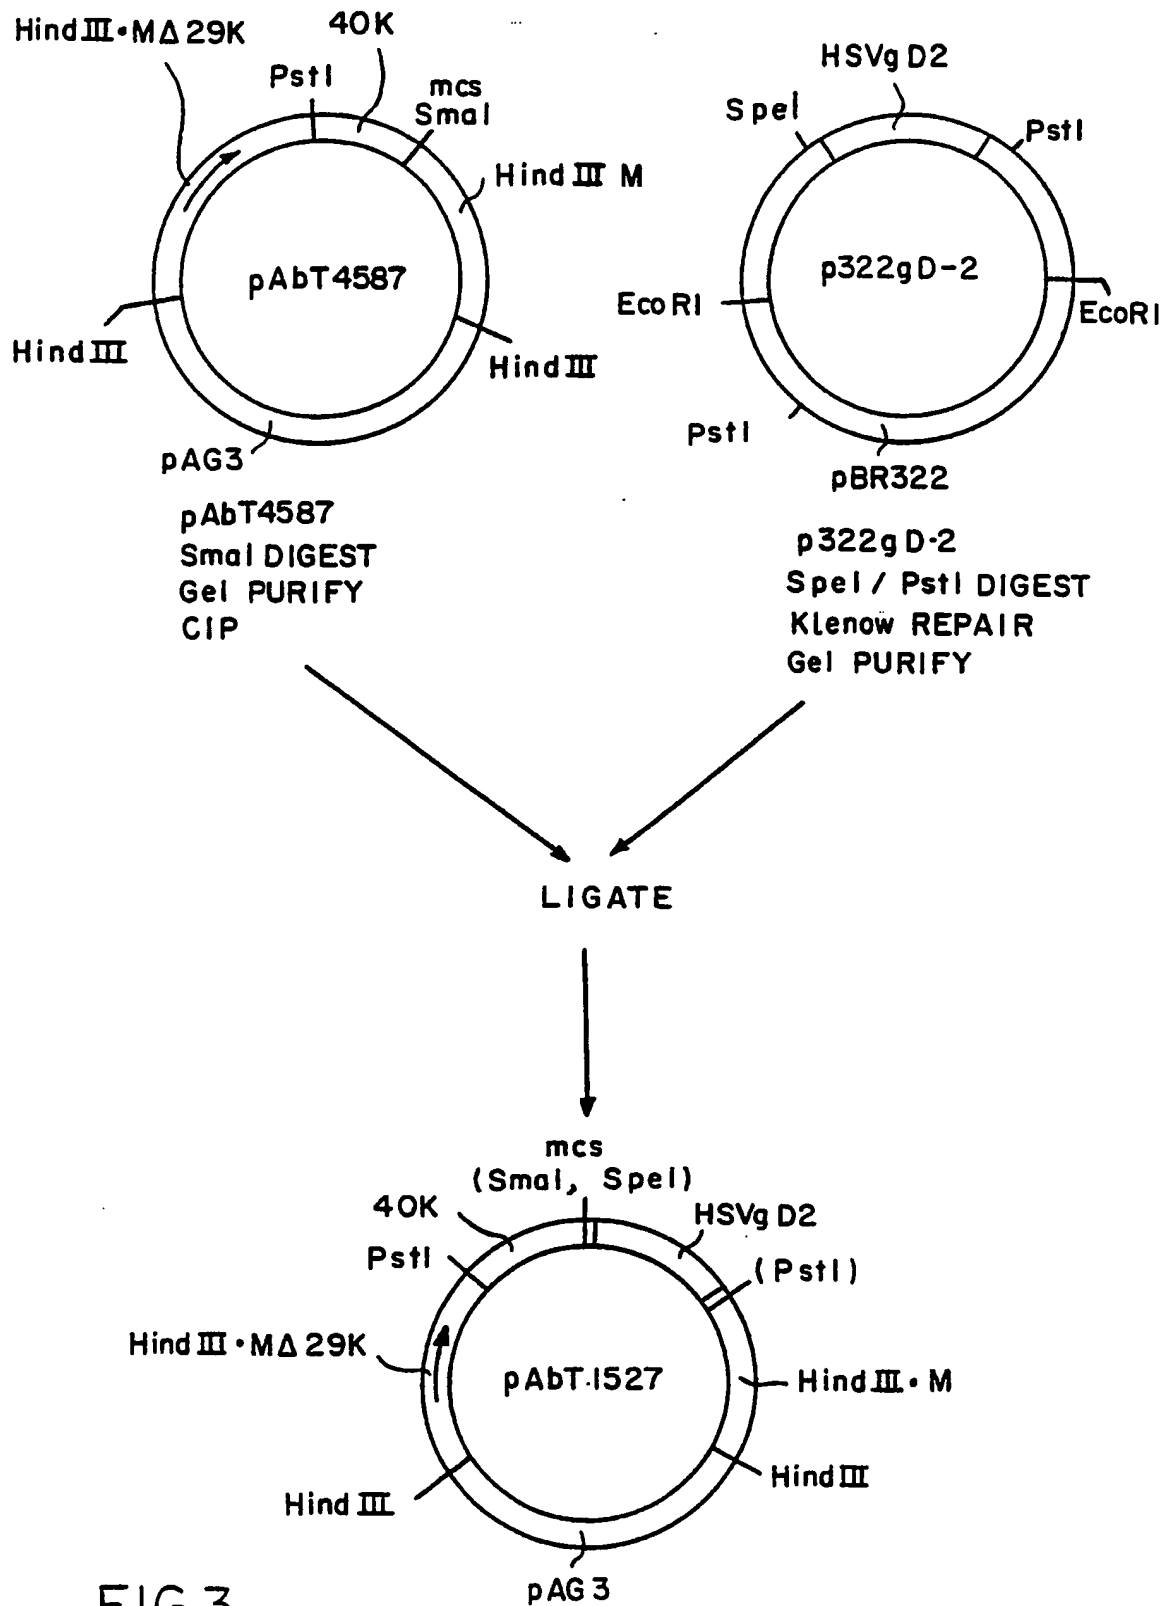 HindIII•MΔ29K
40K
PstI
mcs
SmaI
HindIII M
pAbT4587
HindIII
HindIII
pAG3
pAbT4587
SmaI DIGEST
Gel PURIFY
CIP
HSVgD2
SpeI
PstI
p322gD-2
EcoRI
EcoRI
PstI
pBR322
p322gD-2
SpeI / PstI DIGEST
Klenow REPAIR
Gel PURIFY
LIGATE
mcs
(SmaI, SpeI)
40K
HSVgD2
PstI
(PstI)
HindIII•MΔ29K
pAbT.1527
HindIII•M
HindIII
HindIII
pAG3
FIG.3